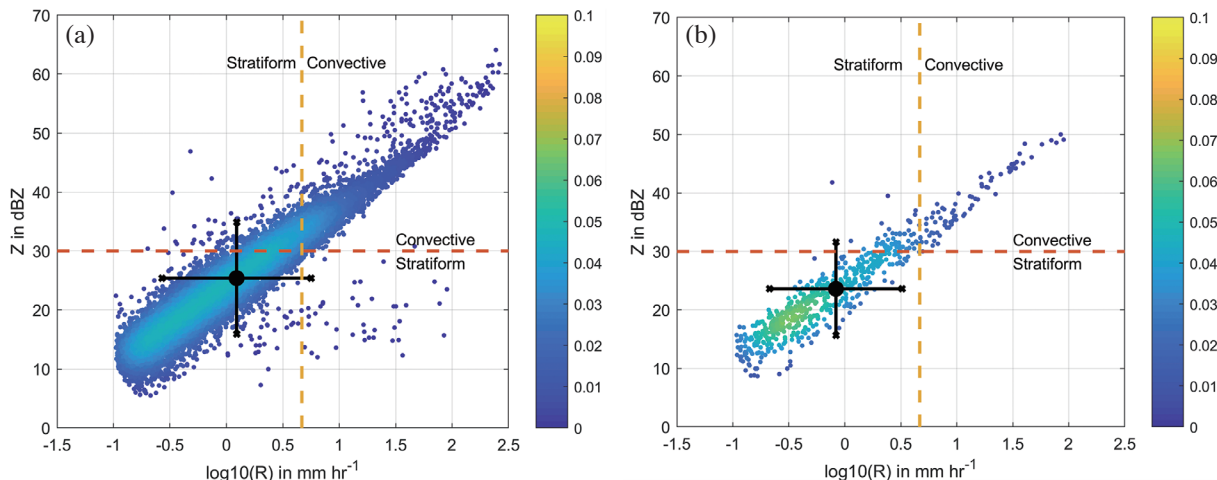 (a)
Stratiform Convective
Convective
Stratiform
Z in dBZ
70
60
50
40
30
20
10
0
-1.5 -1 -0.5 0 0.5 1 1.5 2 2.5
log10(R) in mm hr-1
0.1
0.09
0.08
0.07
0.06
0.05
0.04
0.03
0.02
0.01
0
(b)
Stratiform Convective
Convective
Stratiform
Z in dBZ
70
60
50
40
30
20
10
0
-1.5 -1 -0.5 0 0.5 1 1.5 2 2.5
log10(R) in mm hr-1
0.1
0.09
0.08
0.07
0.06
0.05
0.04
0.03
0.02
0.01
0